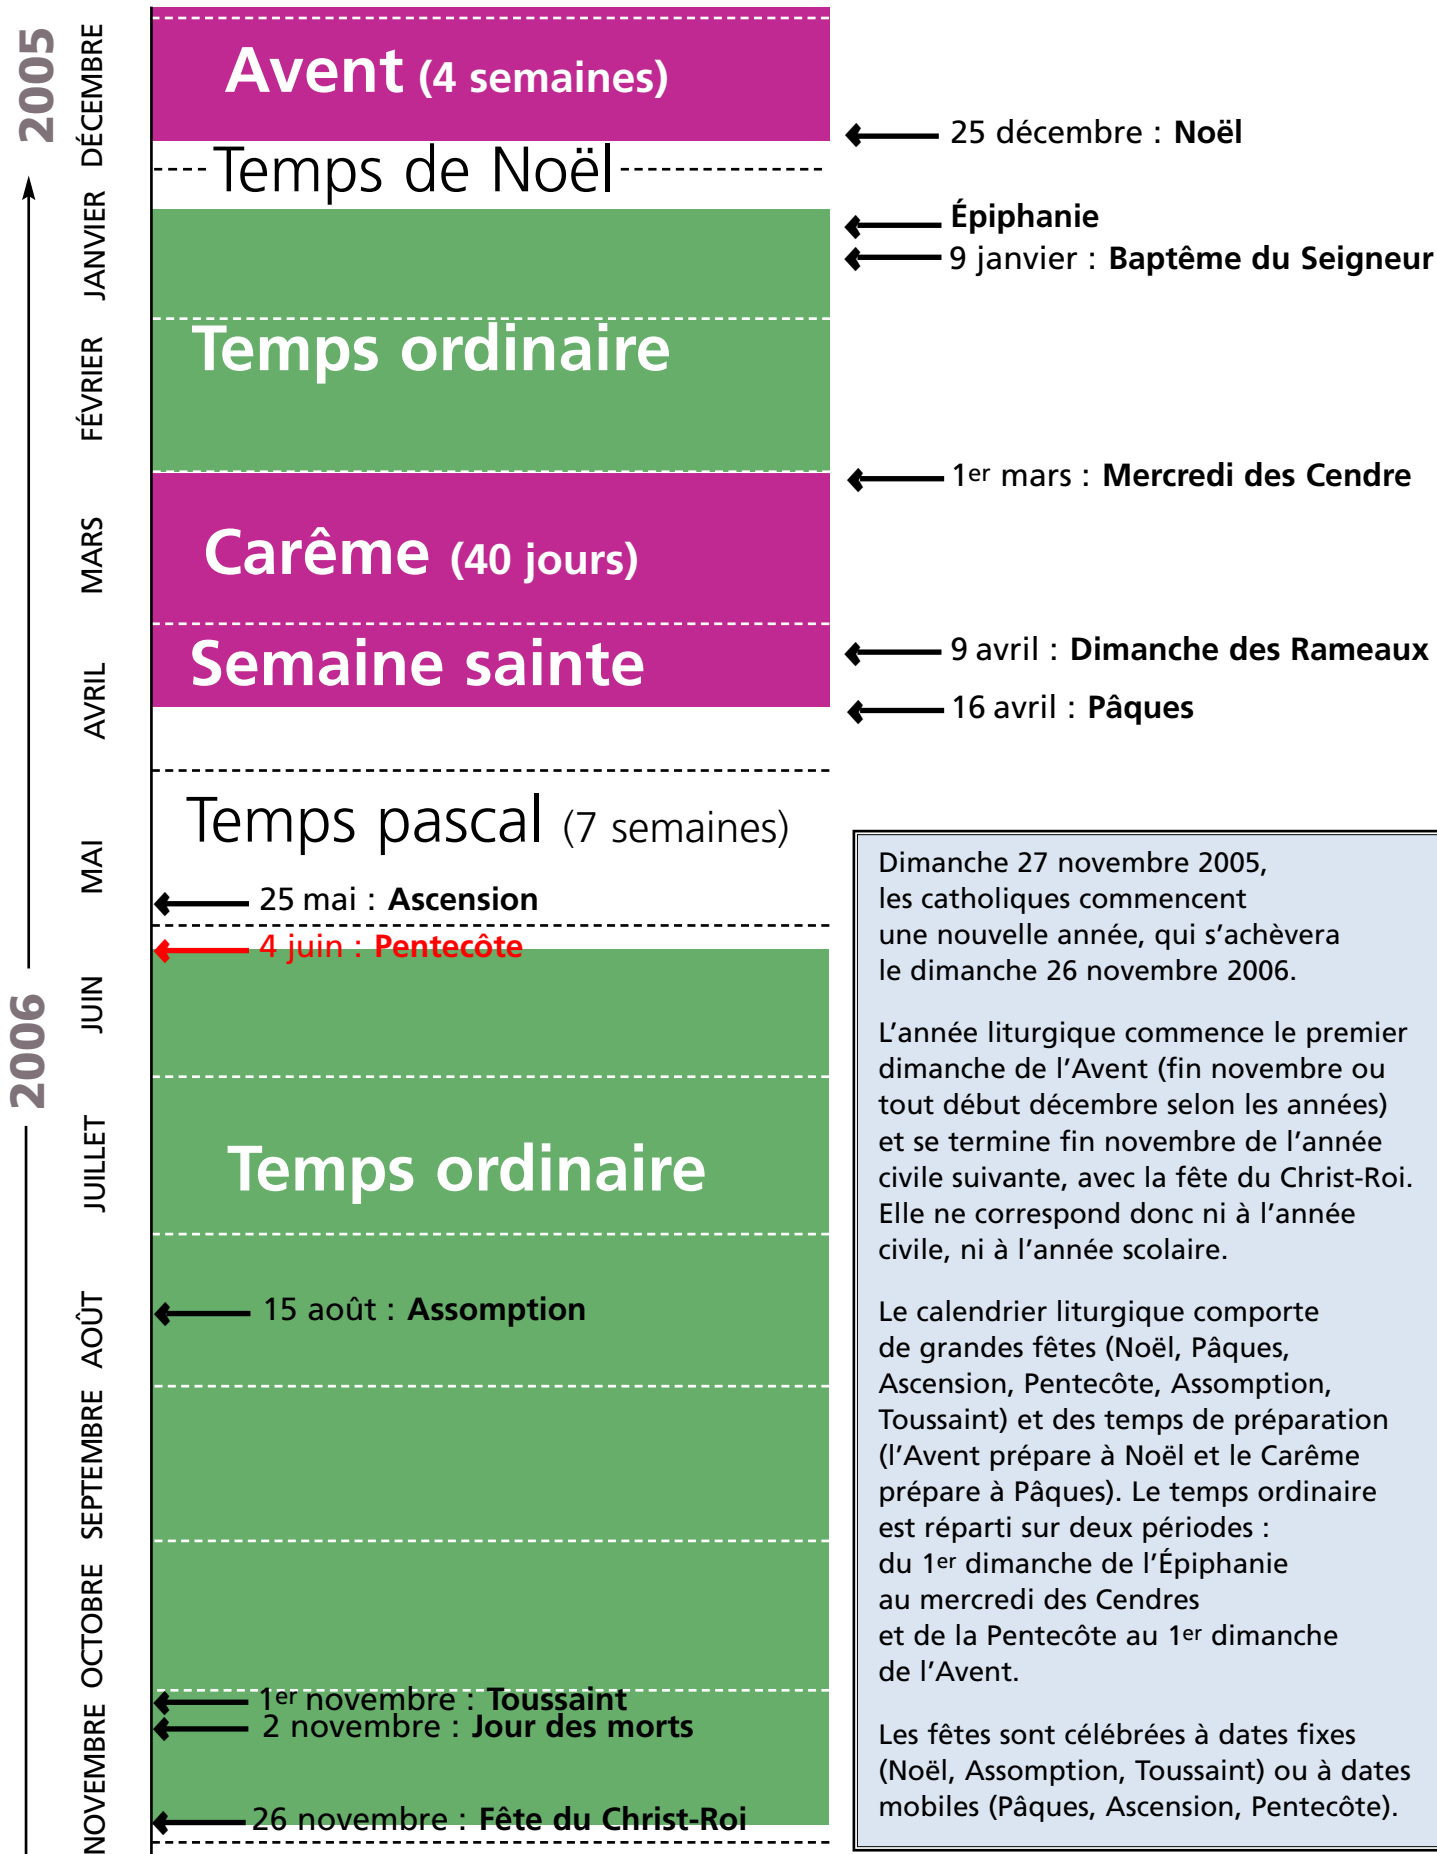 2005
DÉCEMBRE
Avent (4 semaines)
25 décembre : Noël
Temps de Noël
JANVIER
Épiphanie
9 janvier : Baptême du Seigneur
Temps ordinaire
FÉVRIER
1er mars : Mercredi des Cendre
MARS
Carême (40 jours)
Semaine sainte
9 avril : Dimanche des Rameaux
AVRIL
16 avril : Pâques
Temps pascal (7 semaines)
MAI
25 mai : Ascension
4 juin : Pentecôte
JUIN
2006
JUILLET
Temps ordinaire
AOÛT
15 août : Assomption
SEPTEMBRE
OCTOBRE
1er novembre : Toussaint
2 novembre : Jour des morts
NOVEMBRE
26 novembre : Fête du Christ-Roi
Dimanche 27 novembre 2005,
les catholiques commencent
une nouvelle année, qui s’achèvera
le dimanche 26 novembre 2006.
L’année liturgique commence le premier
dimanche de l’Avent (fin novembre ou
tout début décembre selon les années)
et se termine fin novembre de l’année
civile suivante, avec la fête du Christ-Roi.
Elle ne correspond donc ni à l’année
civile, ni à l’année scolaire.
Le calendrier liturgique comporte
de grandes fêtes (Noël, Pâques,
Ascension, Pentecôte, Assomption,
Toussaint) et des temps de préparation
(l’Avent prépare à Noël et le Carême
prépare à Pâques). Le temps ordinaire
est réparti sur deux périodes :
du 1er dimanche de l’Épiphanie
au mercredi des Cendres
et de la Pentecôte au 1er dimanche
de l’Avent.
Les fêtes sont célébrées à dates fixes
(Noël, Assomption, Toussaint) ou à dates
mobiles (Pâques, Ascension, Pentecôte).